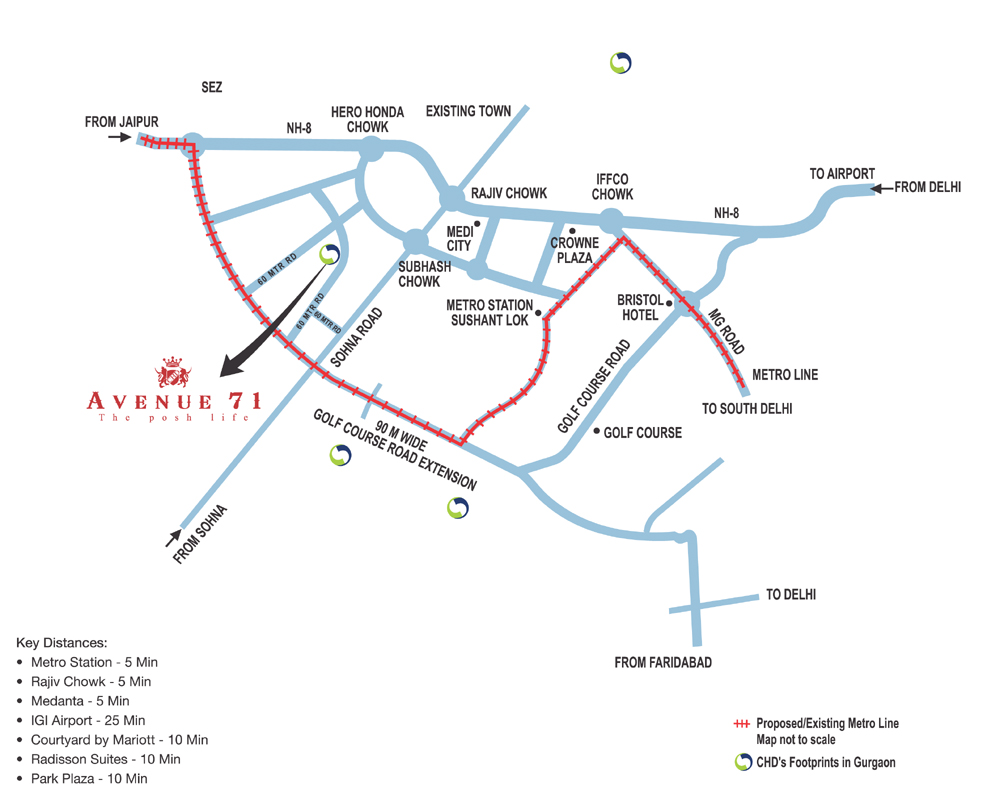 SEZ
FROM JAIPUR
NH-8
HERO HONDA
CHOWK
EXISTING TOWN
RAJIV CHOWK
IFFCO
CHOWK
TO AIRPORT
FROM DELHI
NH-8
MEDI
CITY
CROWNE
PLAZA
SUBHASH
CHOWK
60 MTR RD
60 MTR RD
60 MTR RD
METRO STATION
SUSHANT LOK
BRISTOL
HOTEL
MG ROAD
SOHNA ROAD
METRO LINE
TO SOUTH DELHI
AVENUE 71
The posh life
GOLF COURSE ROAD
GOLF COURSE
90 M WIDE
GOLF COURSE ROAD EXTENSION
FROM SOHNA
TO DELHI
FROM FARIDABAD
Key Distances:
• Metro Station - 5 Min
• Rajiv Chowk - 5 Min
• Medanta - 5 Min
• IGI Airport - 25 Min
• Courtyard by Mariott - 10 Min
• Radisson Suites - 10 Min
• Park Plaza - 10 Min
Proposed/Existing Metro Line
Map not to scale
CHD's Footprints in Gurgaon